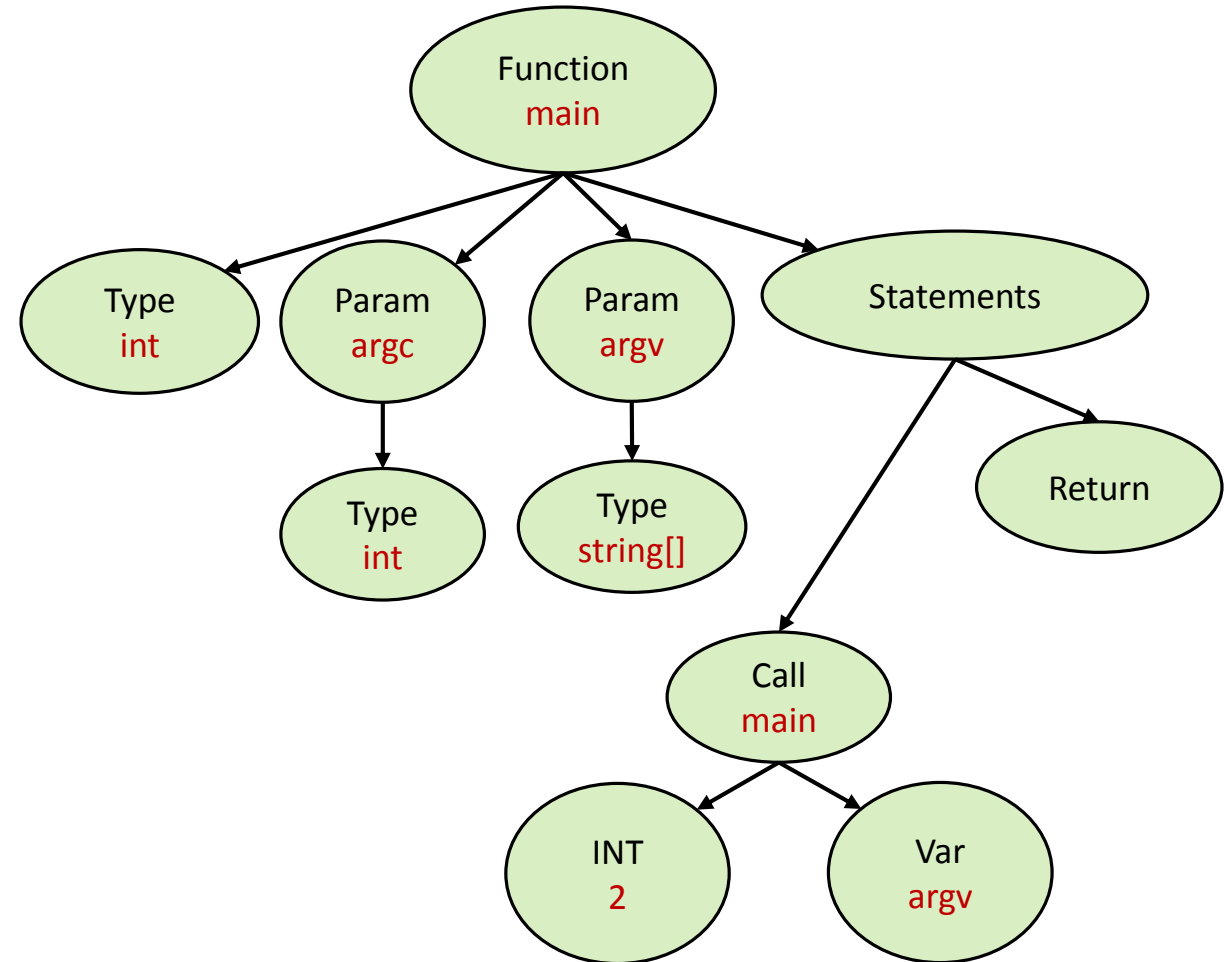 Function
main
Type
int
Param
argc
Param
argv
Statements
Type
int
Type
string[]
Return
Call
main
INT
2
Var
argv